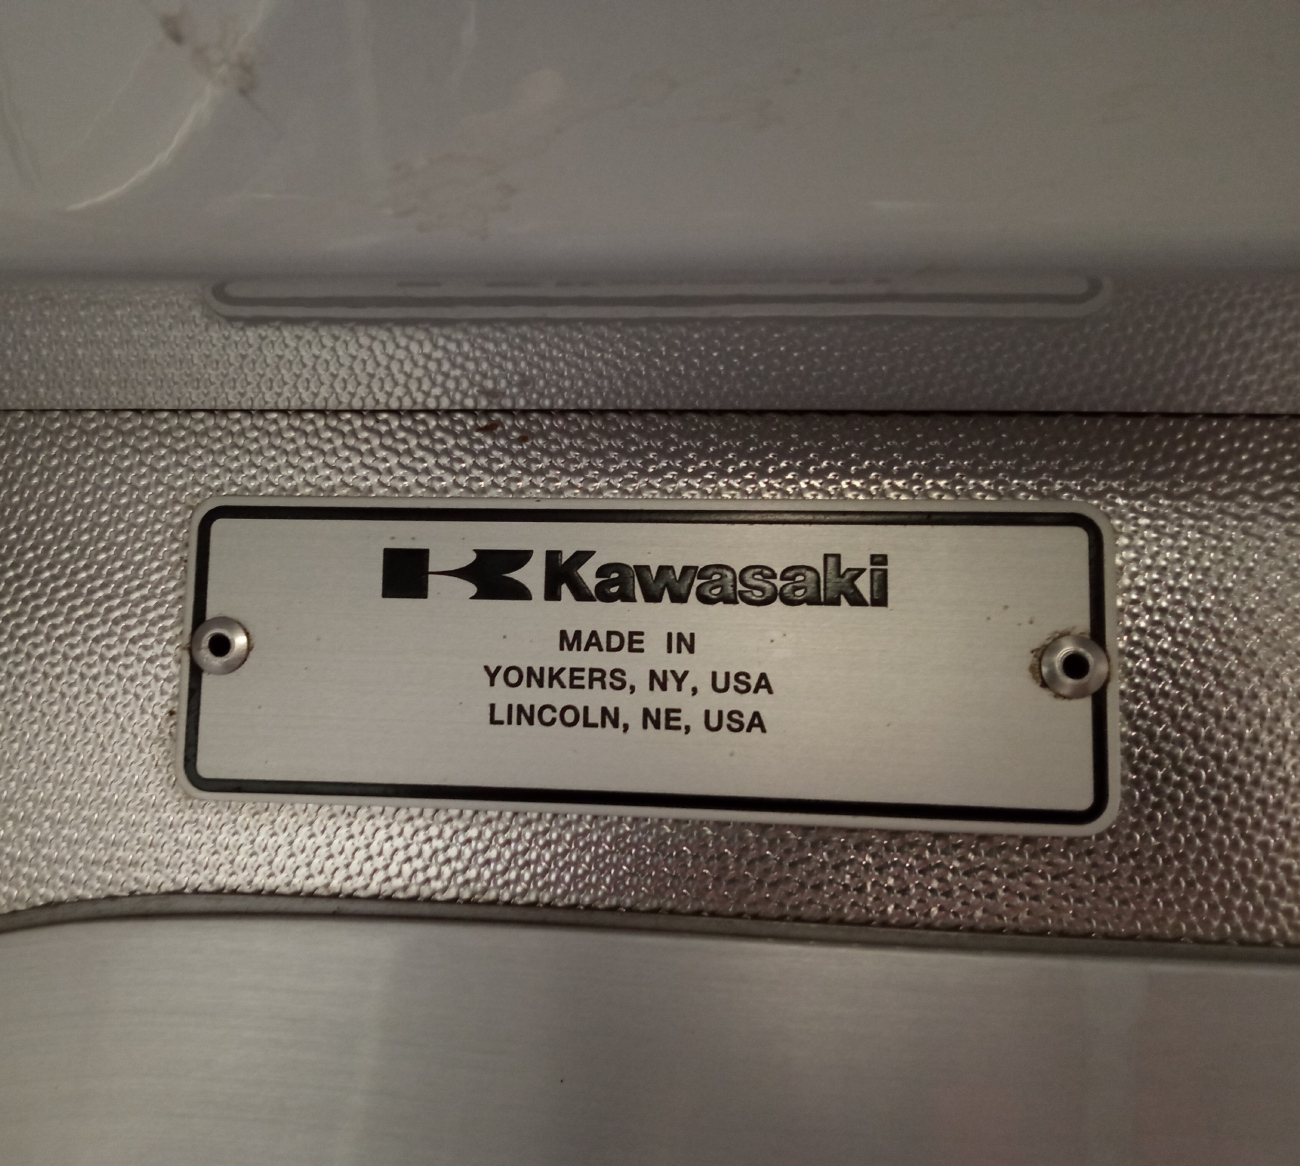 Kawasaki
MADE IN
YONKERS, NY, USA
LINCOLN, NE, USA